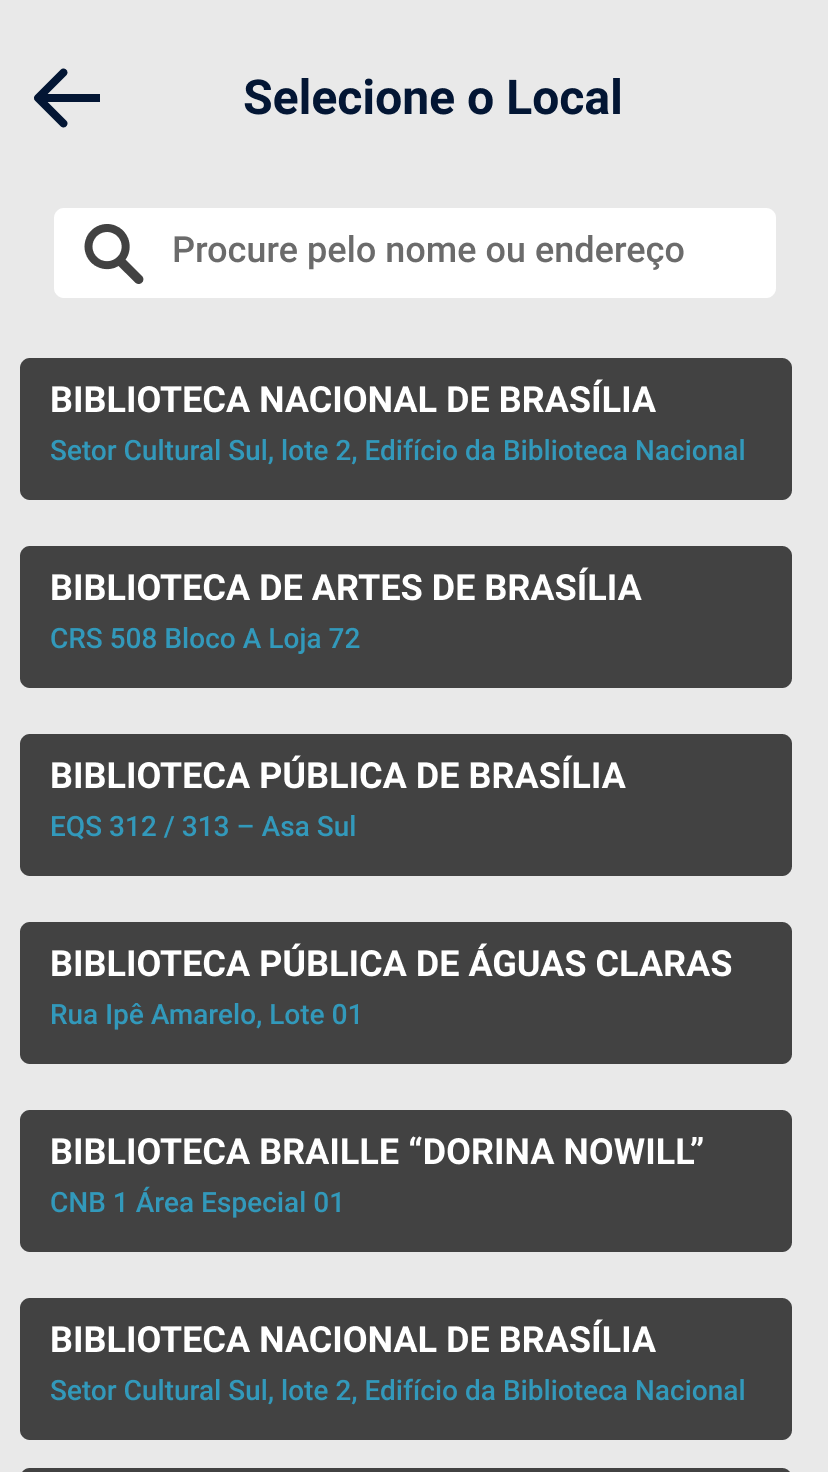 Selecione o Local
Procure pelo nome ou endereço
BIBLIOTECA NACIONAL DE BRASÍLIA
Setor Cultural Sul, lote 2, Edifício da Biblioteca Nacional
BIBLIOTECA DE ARTES DE BRASÍLIA
CRS 508 Bloco A Loja 72
BIBLIOTECA PÚBLICA DE BRASÍLIA
EQS 312 / 313 – Asa Sul
BIBLIOTECA PÚBLICA DE ÁGUAS CLARAS
Rua Ipê Amarelo, Lote 01
BIBLIOTECA BRAILLE “DORINA NOWILL”
CNB 1 Área Especial 01
BIBLIOTECA NACIONAL DE BRASÍLIA
Setor Cultural Sul, lote 2, Edifício da Biblioteca Nacional